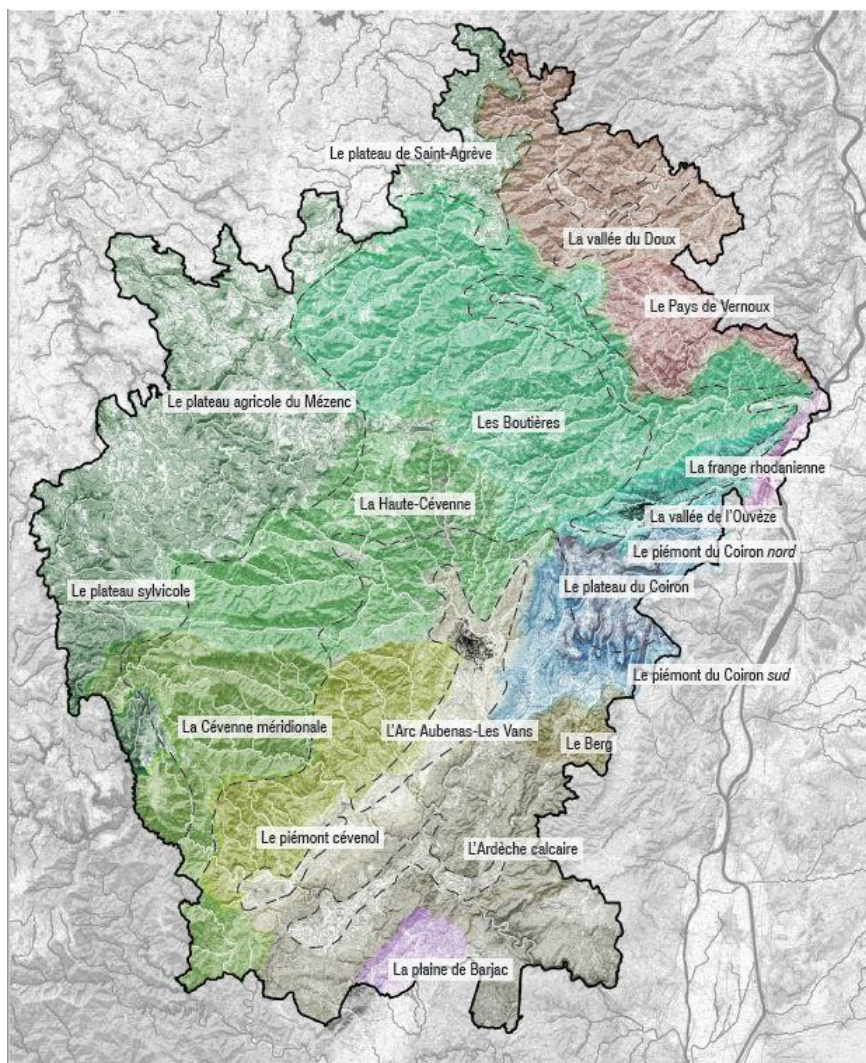 Le plateau de Saint-Agrève
La vallée du Doux
Le Pays de Vernoux
Le plateau agricole du Mézenc
Les Boutières
La frange rhodanienne
La Haute-Cévenne
La vallée de l'Ouvèze
Le piémont du Coiron nord
Le plateau sylvicole
Le plateau du Coiron
Le piémont du Coiron sud
La Cévenne méridionale
L'Arc Aubenas-Les Vans
Le Berg
Le piémont cévenol
L'Ardèche calcaire
La plaine de Barjac